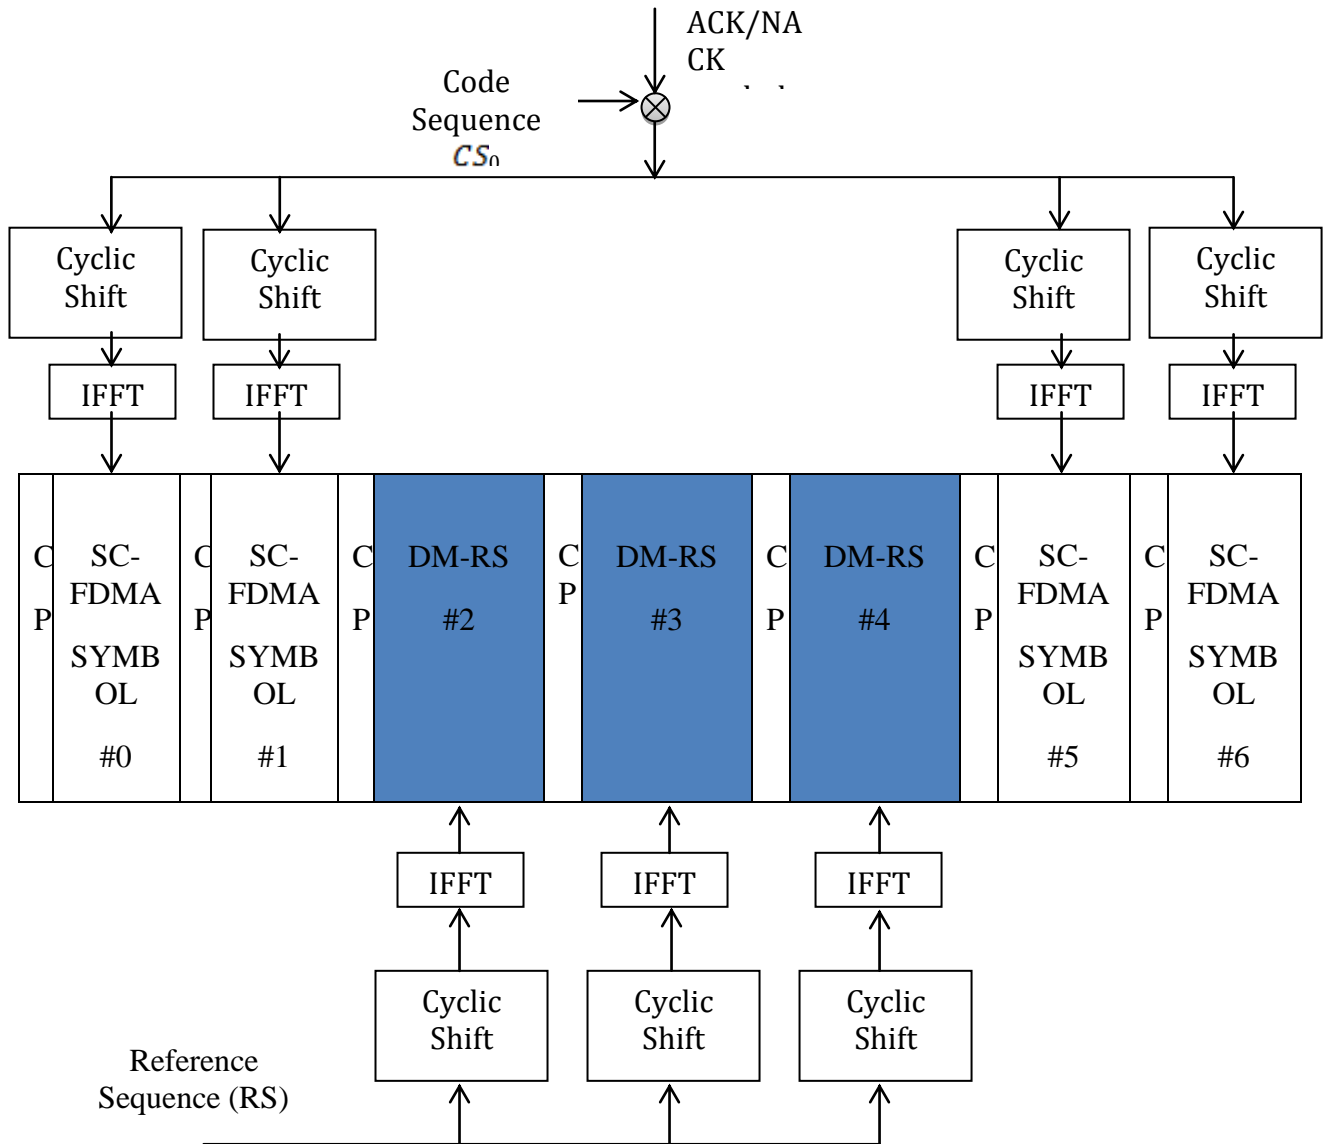 ACK/NA
CK
Code
Sequence
CS₀
Cyclic
Shift
Cyclic
Shift
Cyclic
Shift
Cyclic
Shift
IFFT
IFFT
IFFT
IFFT
C
P
SC-
FDMA
SYMB
OL
#0
C
P
SC-
FDMA
SYMB
OL
#1
C
P
DM-RS
#2
C
P
DM-RS
#3
C
P
DM-RS
#4
C
P
SC-
FDMA
SYMB
OL
#5
C
P
SC-
FDMA
SYMB
OL
#6
IFFT
IFFT
IFFT
Cyclic
Shift
Cyclic
Shift
Cyclic
Shift
Reference
Sequence (RS)